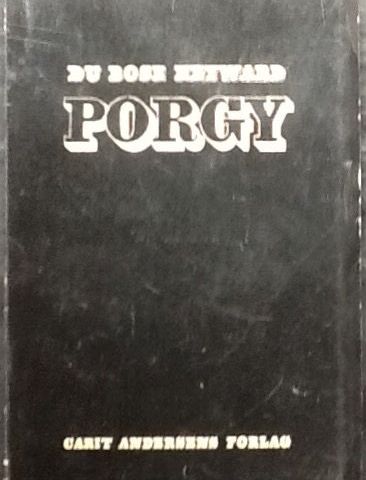 DU BOSE HEYWARD
PORGY
CARIT ANDERSENS FORLAG